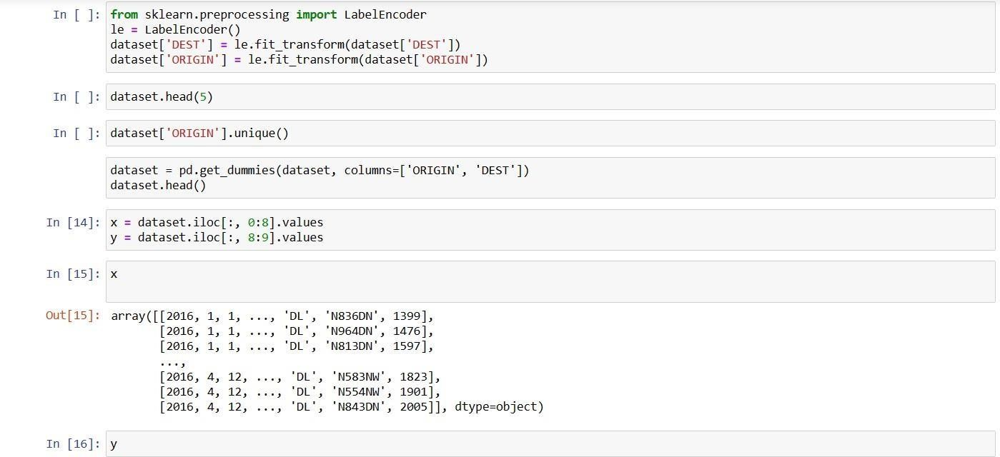 In [ ]: from sklearn.preprocessing import LabelEncoder
le = LabelEncoder()
dataset['DEST'] = le.fit_transform(dataset['DEST'])
dataset['ORIGIN'] = le.fit_transform(dataset['ORIGIN'])
In [ ]: dataset.head(5)
In [ ]: dataset['ORIGIN'].unique()
dataset = pd.get_dummies(dataset, columns=['ORIGIN', 'DEST'])
dataset.head()
In [14]: x = dataset.iloc[:, 0:8].values
y = dataset.iloc[:, 8:9].values
In [15]: x
Out[15]: array([[2016, 1, 1, ..., 'DL', 'N836DN', 1399],
[2016, 1, 1, ..., 'DL', 'N964DN', 1476],
[2016, 1, 1, ..., 'DL', 'N813DN', 1597],
...,
[2016, 4, 12, ..., 'DL', 'N583NW', 1823],
[2016, 4, 12, ..., 'DL', 'N554NW', 1901],
[2016, 4, 12, ..., 'DL', 'N843DN', 2005]], dtype=object)
In [16]: y